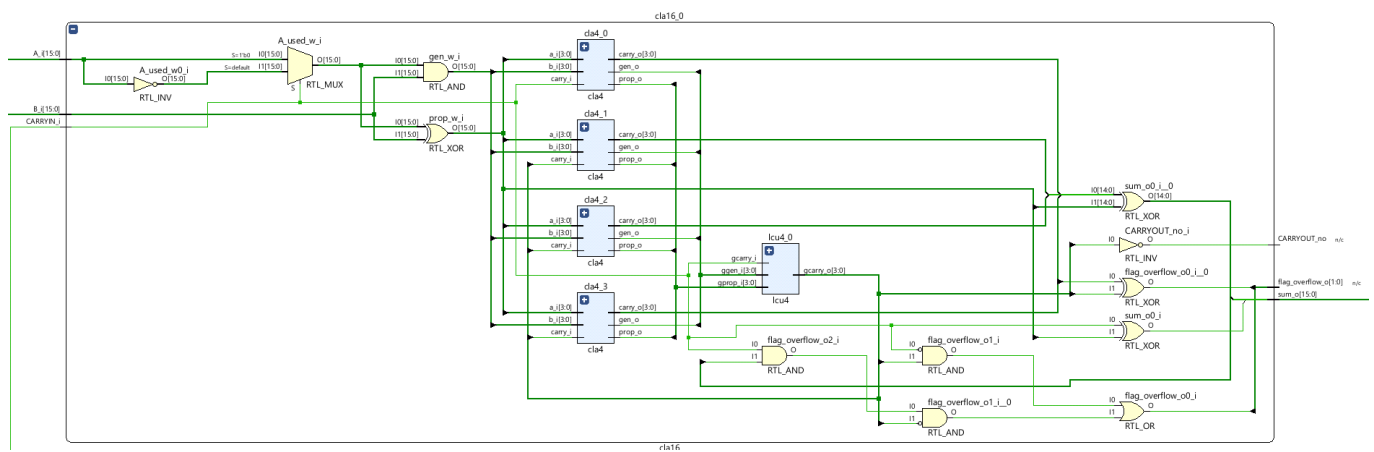 cla16_0
A_i[15:0]
A_used_w0_i
I0[15:0]
O[15:0]
RTL_INV
A_used_w_i
S=1'b0
I0[15:0]
S=default
I1[15:0]
O[15:0]
S
RTL_MUX
B_i[15:0]
CARRYIN_i
gen_w_i
I0[15:0]
I1[15:0]
O[15:0]
RTL_AND
prop_w_i
I0[15:0]
I1[15:0]
O[15:0]
RTL_XOR
cla4_0
a_i[3:0]
b_i[3:0]
carry_i
carry_o[3:0]
gen_o
prop_o
cla4
cla4_1
a_i[3:0]
b_i[3:0]
carry_i
carry_o[3:0]
gen_o
prop_o
cla4
cla4_2
a_i[3:0]
b_i[3:0]
carry_i
carry_o[3:0]
gen_o
prop_o
cla4
cla4_3
a_i[3:0]
b_i[3:0]
carry_i
carry_o[3:0]
gen_o
prop_o
cla4
lcu4_0
gcarry_i
ggen_i[3:0]
gprop_i[3:0]
gcarry_o[3:0]
lcu4
flag_overflow_o2_i
I0
I1
O
RTL_AND
flag_overflow_o1_i
I0
I1
O
RTL_AND
flag_overflow_o1_i__0
I0
I1
O
RTL_AND
sum_o0_i__0
I0[14:0]
I1[14:0]
O[14:0]
RTL_XOR
CARRYOUT_no_i
I0
O
RTL_INV
flag_overflow_o0_i__0
I0
I1
O
RTL_XOR
sum_o0_i
I0
I1
O
RTL_XOR
flag_overflow_o0_i
I0
I1
O
RTL_OR
CARRYOUT_no n/c
flag_overflow_o[1:0] n/c
sum_o[15:0]
cla16